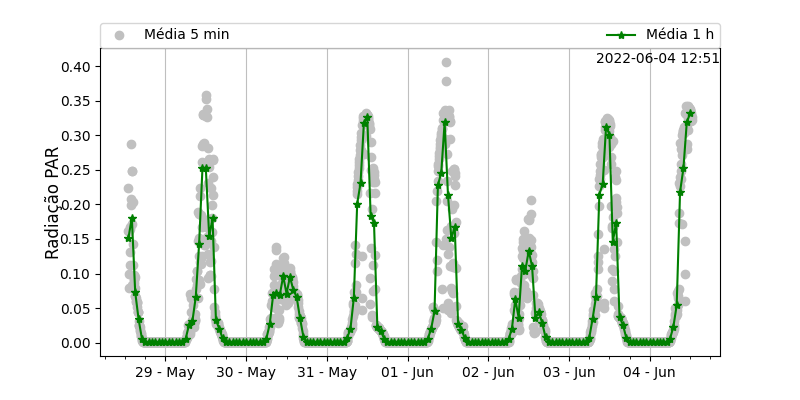 Média 5 min
Média 1 h
2022-06-04 12:51
Radiação PAR
0.40
0.35
0.30
0.25
0.20
0.15
0.10
0.05
0.00
29 - May
30 - May
31 - May
01 - Jun
02 - Jun
03 - Jun
04 - Jun